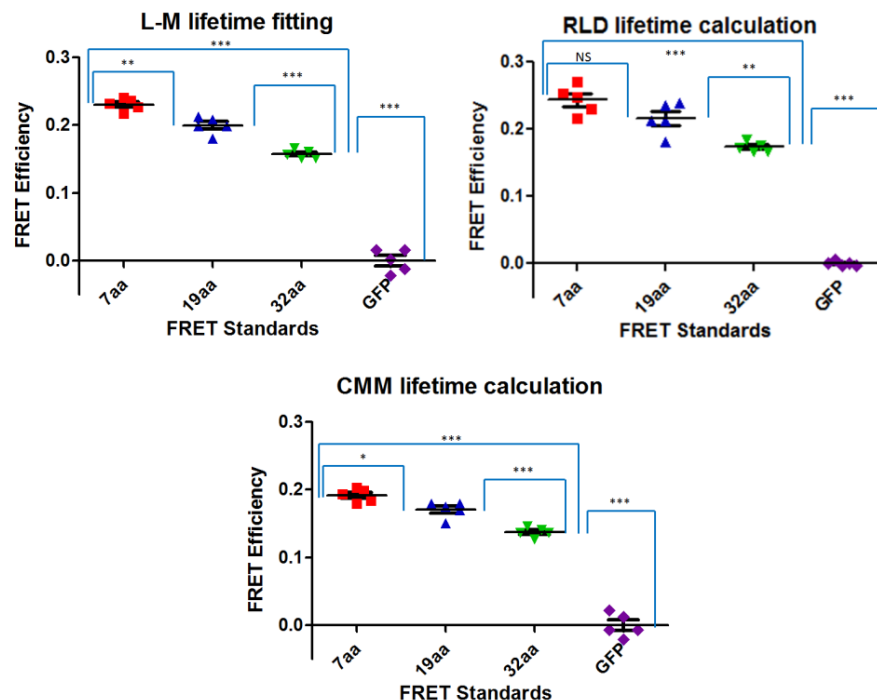 L-M lifetime fitting
FRET Efficiency
0.3
0.2
0.1
0.0
***
**
***
***
7aa
19aa
32aa
GFP
FRET Standards
RLD lifetime calculation
FRET Efficiency
0.3
0.2
0.1
0.0
NS
***
**
***
7aa
19aa
32aa
GFP
FRET Standards
CMM lifetime calculation
FRET Efficiency
0.3
0.2
0.1
0.0
***
*
***
***
7aa
19aa
32aa
GFP
FRET Standards